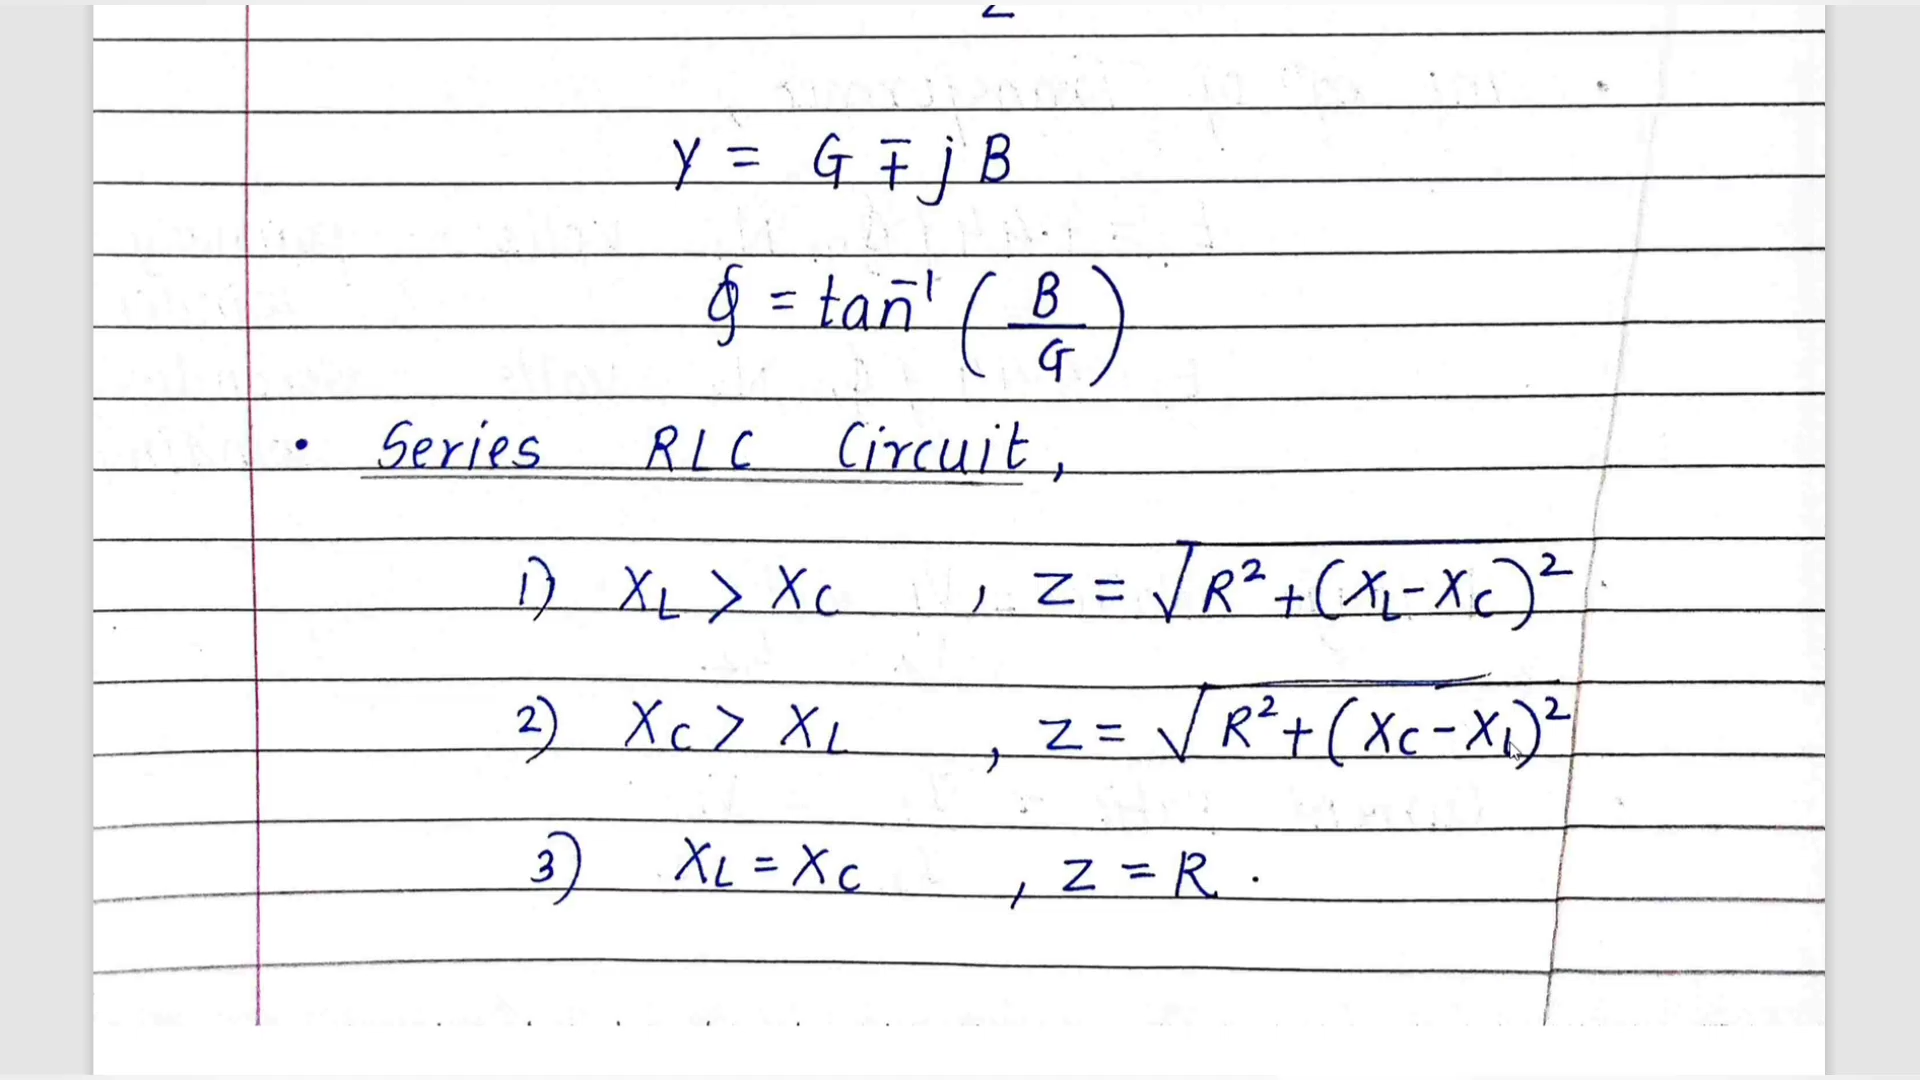 Y = G ∓ j B
ϕ = tan⁻¹ ( B / G )
• Series RLC Circuit,
1) X_L > X_C , Z = √(R² + (X_L - X_C)²)
2) X_C > X_L , Z = √(R² + (X_C - X_L)²)
3) X_L = X_C , Z = R .